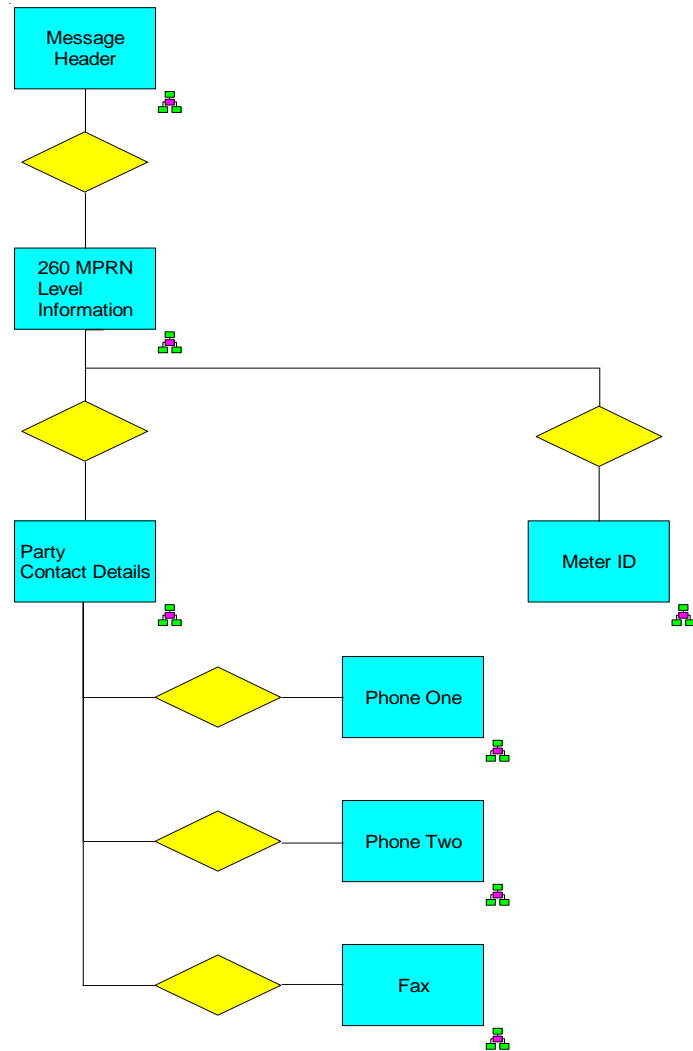 Message
Header
260 MPRN
Level
Information
Party
Contact Details
Meter ID
Phone One
Phone Two
Fax